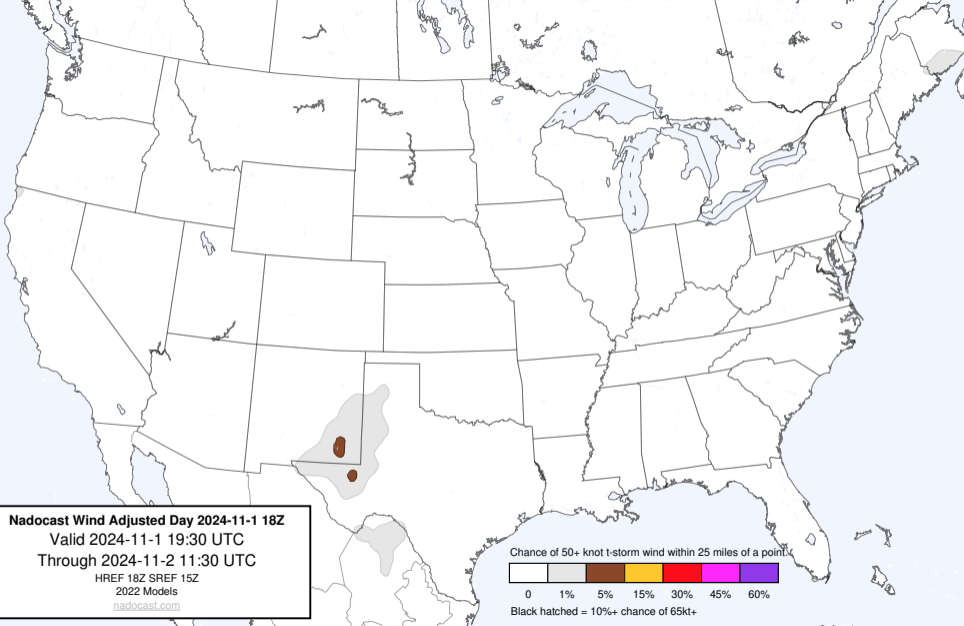 Nadocast Wind Adjusted Day 2024-11-1 18Z
Valid 2024-11-1 19:30 UTC
Through 2024-11-2 11:30 UTC
HREF 18Z SREF 15Z
2022 Models
nadocast.com
Chance of 50+ knot t-storm wind within 25 miles of a point.
0 1% 5% 15% 30% 45% 60%
Black hatched = 10%+ chance of 65kt+